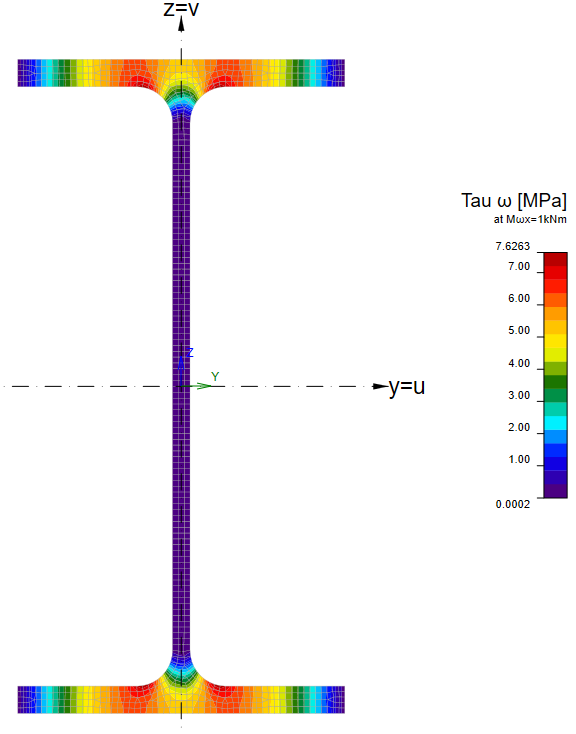 z=v
Tau ω [MPa]
at Mωx=1kNm
7.6263
7.00
6.00
5.00
4.00
3.00
2.00
1.00
0.0002
Z
Y
y=u